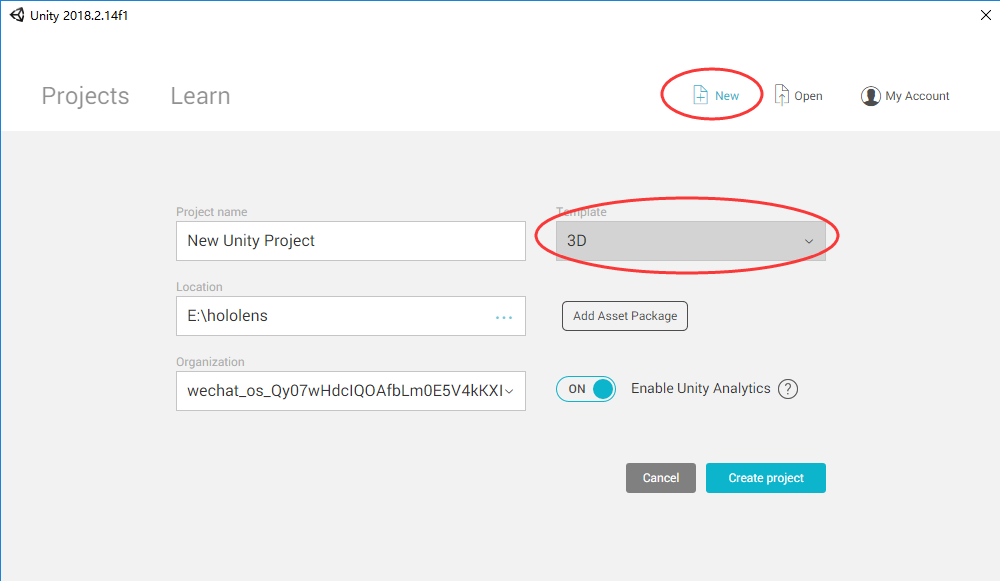 Unity 2018.2.14f1
Projects
Learn
New
Open
My Account
Project name
Template
New Unity Project
3D
Location
E:\hololens
...
Add Asset Package
Organization
wechat_os_Qy07wHdcIQOAfbLm0E5V4kKXI
ON
Enable Unity Analytics
?
Cancel
Create project